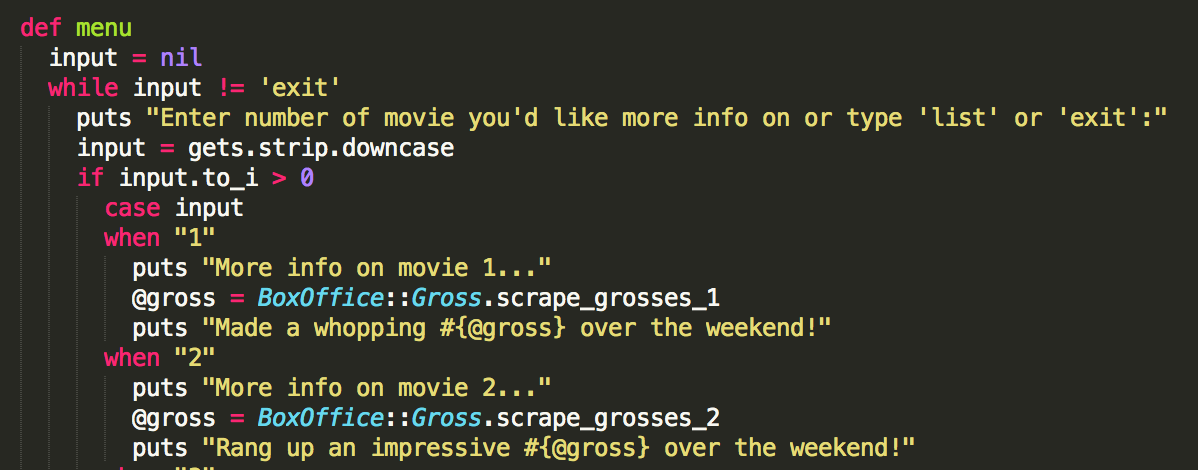 def menu
  input = nil
  while input != 'exit'
    puts "Enter number of movie you'd like more info on or type 'list' or 'exit':"
    input = gets.strip.downcase
    if input.to_i > 0
      case input
      when "1"
        puts "More info on movie 1..."
        @gross = BoxOffice::Gross.scrape_grosses_1
        puts "Made a whopping #{@gross} over the weekend!"
      when "2"
        puts "More info on movie 2..."
        @gross = BoxOffice::Gross.scrape_grosses_2
        puts "Rang up an impressive #{@gross} over the weekend!"